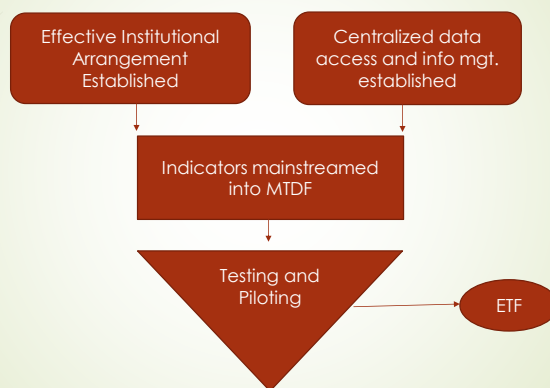 Effective Institutional
Arrangement
Established
Centralized data
access and info mgt.
established
Indicators mainstreamed
into MTDF
Testing and
Piloting
ETF